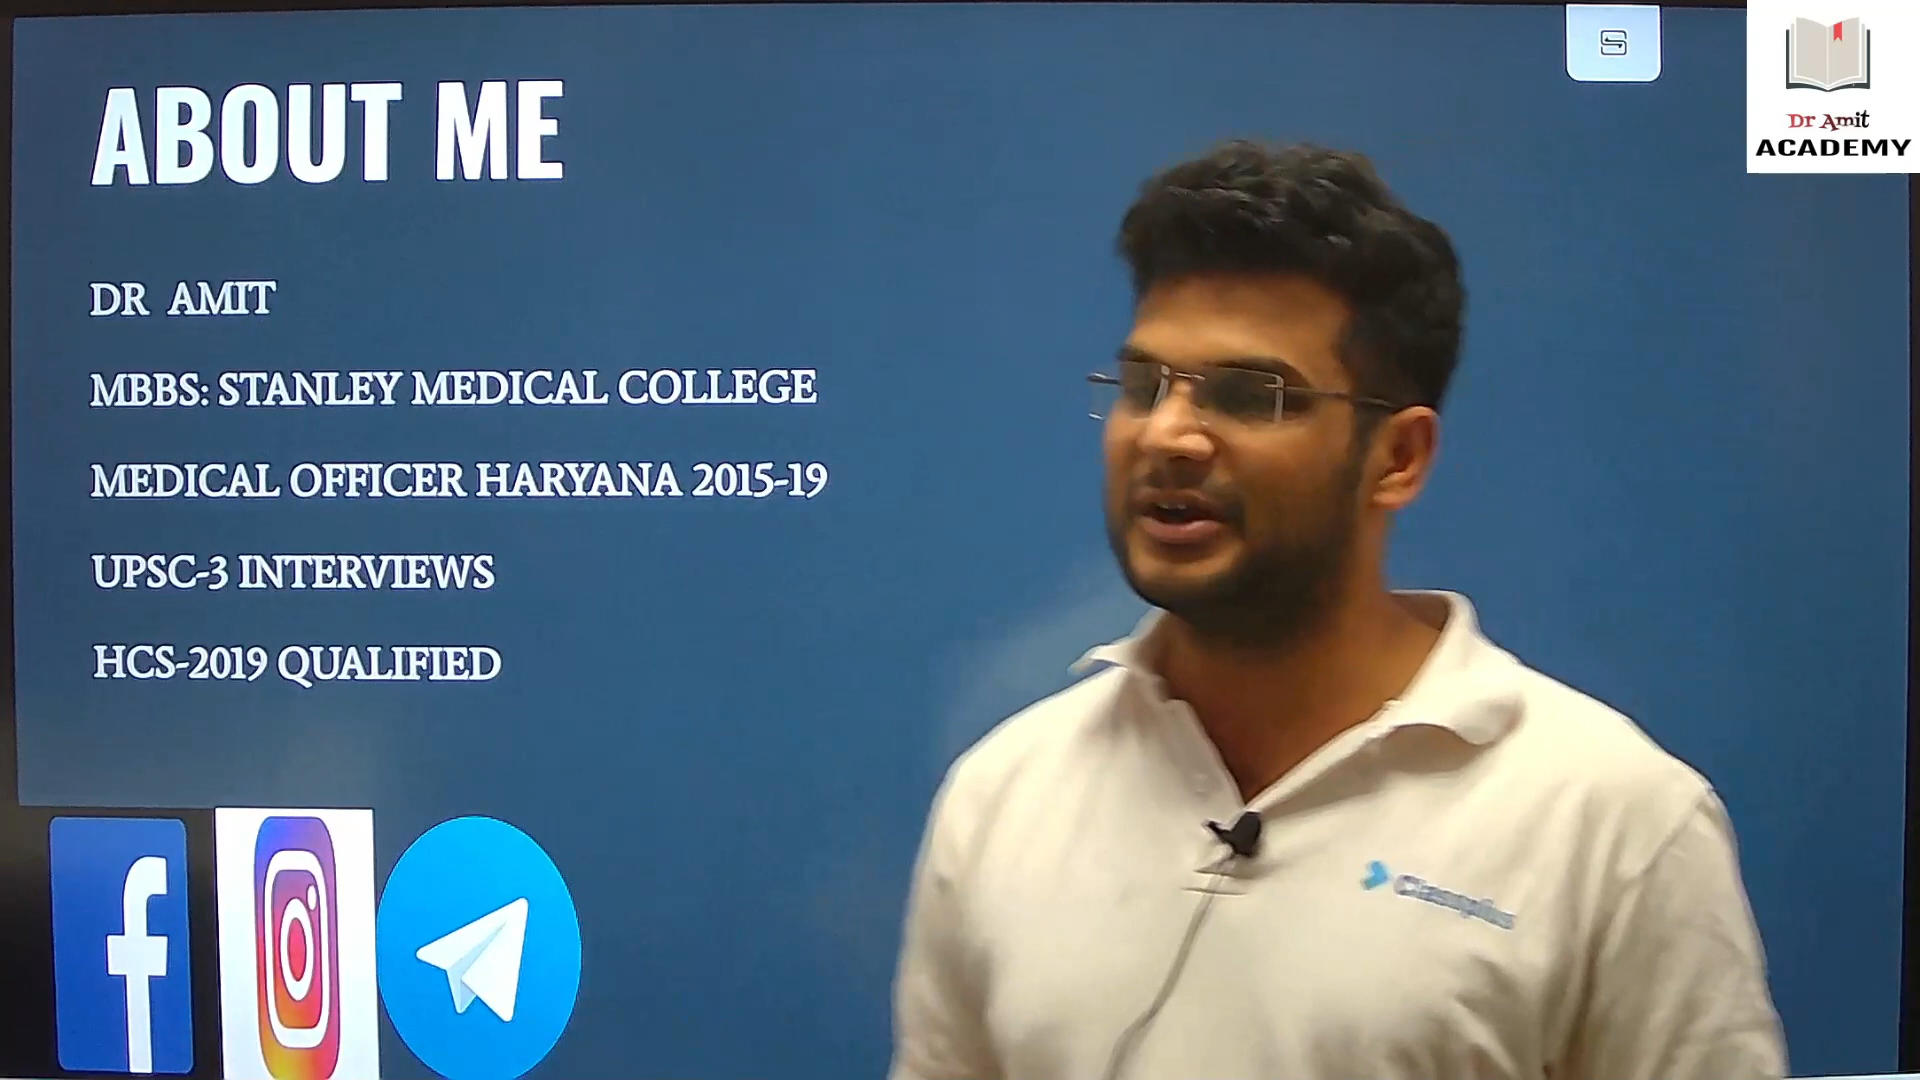 ABOUT ME
DR AMIT
MBBS: STANLEY MEDICAL COLLEGE
MEDICAL OFFICER HARYANA 2015-19
UPSC-3 INTERVIEWS
HCS-2019 QUALIFIED
Dr Amit
ACADEMY
Classplus